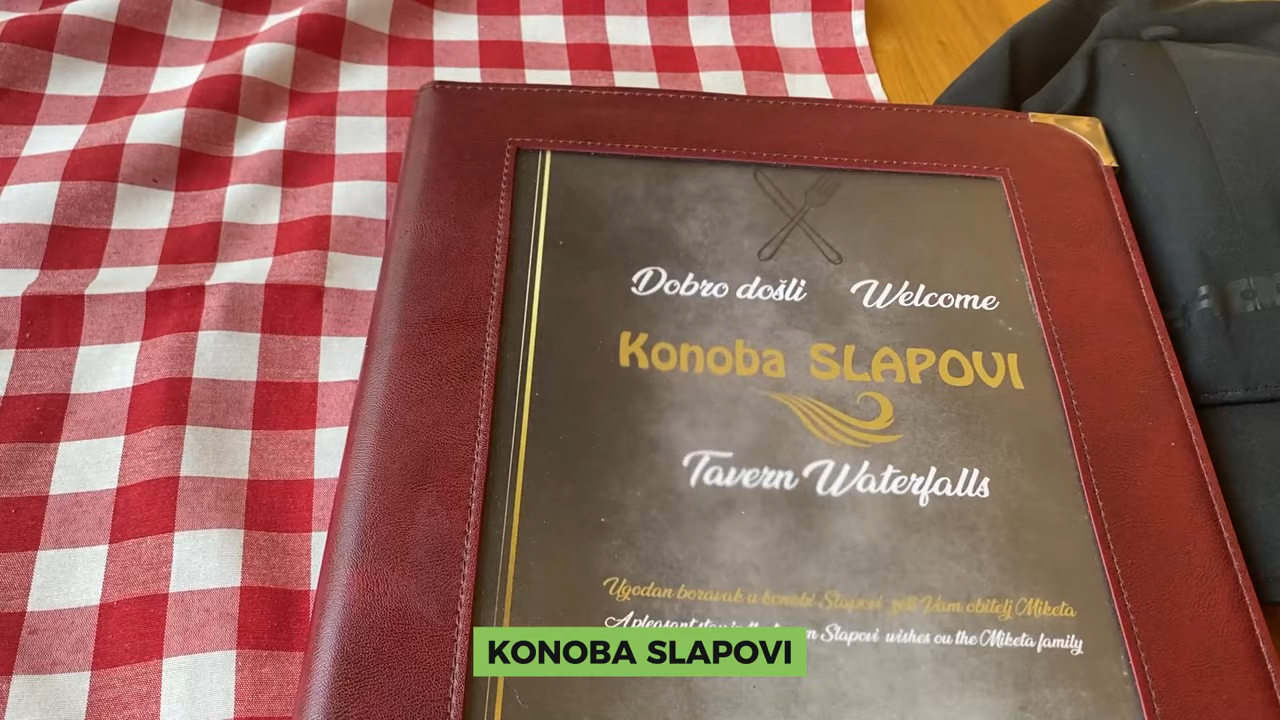 Dobro došli Welcome
Konoba SLAPOVI
Tavern Waterfalls
Ugodan boravak u konobi Slapovi želi Vam obitelj Miketa
A pleasant Slapovi wishes ou the Miketa family
KONOBA SLAPOVI